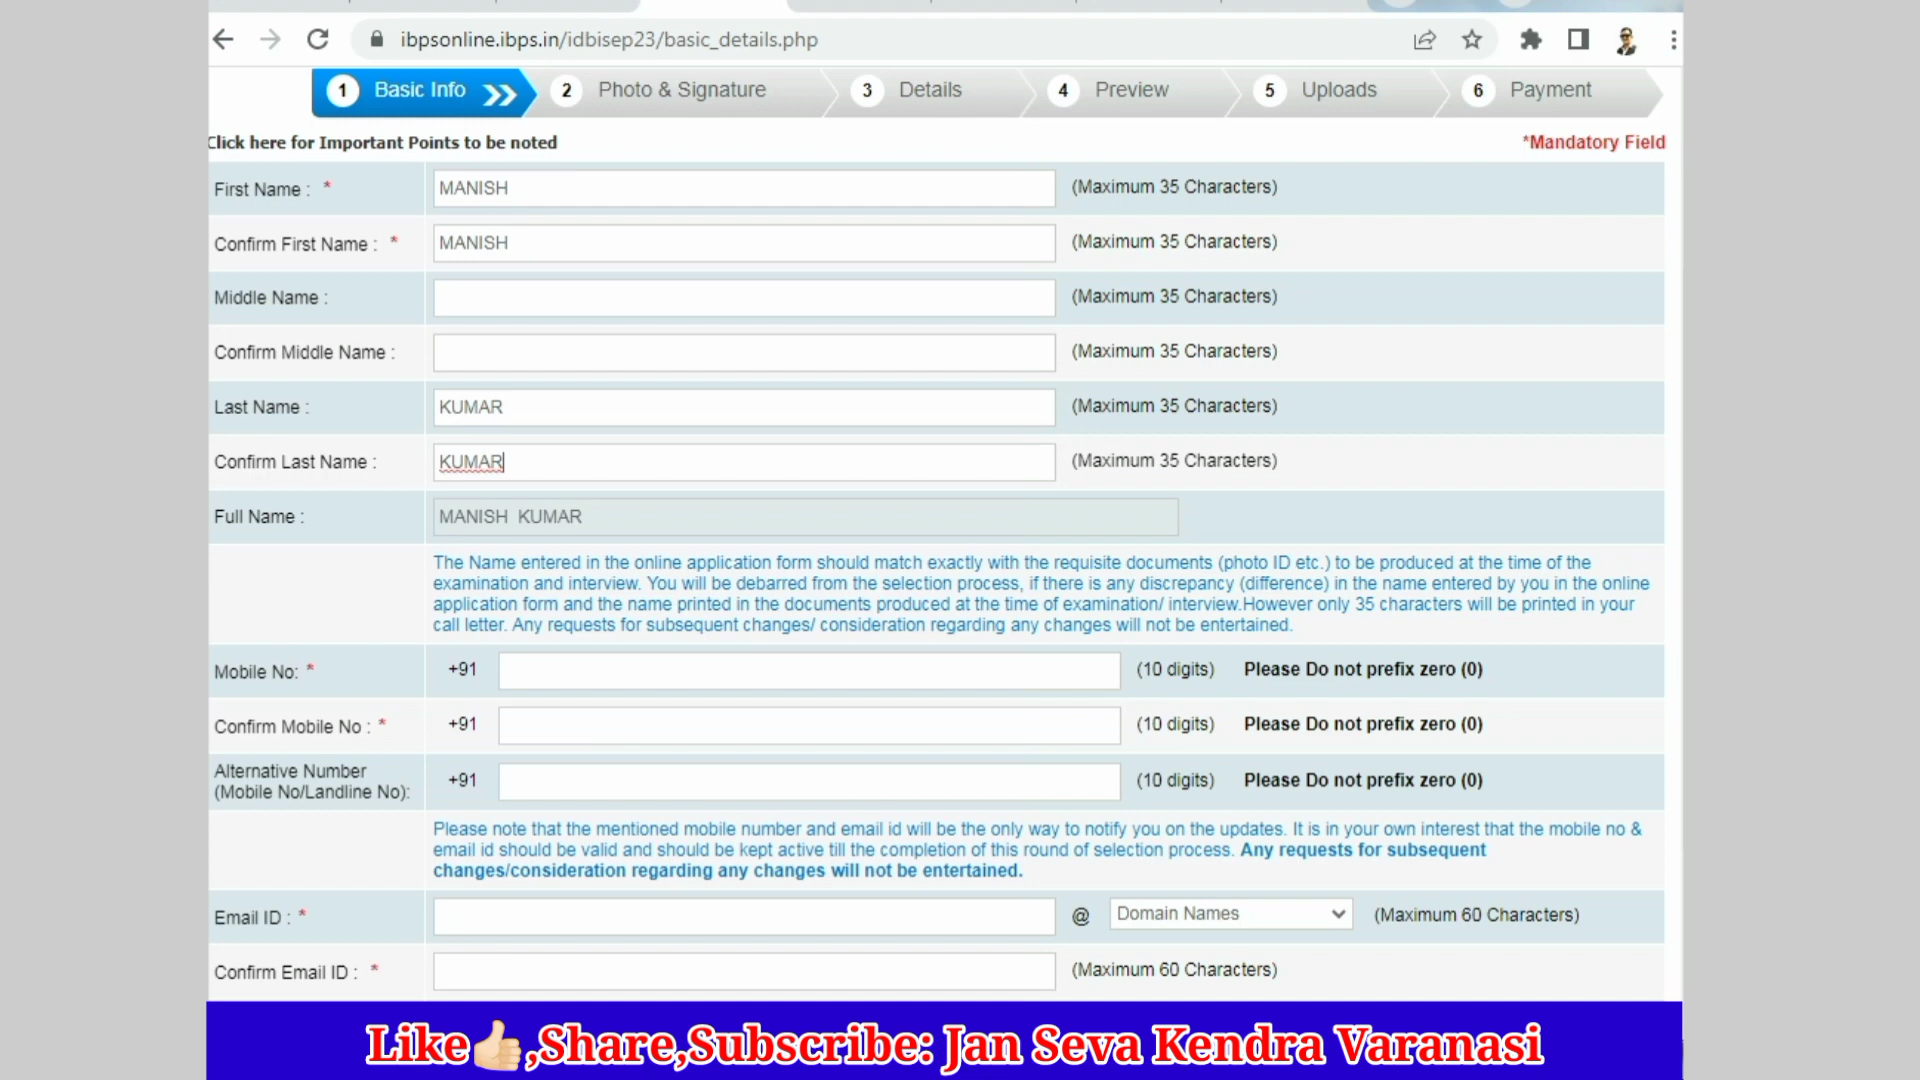 ibpsonline.ibps.in/idbisep23/basic_details.php
1 Basic Info 2 Photo & Signature 3 Details 4 Preview 5 Uploads 6 Payment
Click here for Important Points to be noted *Mandatory Field
First Name : * MANISH (Maximum 35 Characters)
Confirm First Name : * MANISH (Maximum 35 Characters)
Middle Name : (Maximum 35 Characters)
Confirm Middle Name : (Maximum 35 Characters)
Last Name : KUMAR (Maximum 35 Characters)
Confirm Last Name : KUMAR (Maximum 35 Characters)
Full Name : MANISH  KUMAR
The Name entered in the online application form should match exactly with the requisite documents (photo ID etc.) to be produced at the time of the
examination and interview. You will be debarred from the selection process, if there is any discrepancy (difference) in the name entered by you in the online
application form and the name printed in the documents produced at the time of examination/ interview.However only 35 characters will be printed in your
call letter. Any requests for subsequent changes/ consideration regarding any changes will not be entertained.
Mobile No: * +91 (10 digits) Please Do not prefix zero (0)
Confirm Mobile No : * +91 (10 digits) Please Do not prefix zero (0)
Alternative Number
(Mobile No/Landline No): +91 (10 digits) Please Do not prefix zero (0)
Please note that the mentioned mobile number and email id will be the only way to notify you on the updates. It is in your own interest that the mobile no &
email id should be valid and should be kept active till the completion of this round of selection process. Any requests for subsequent
changes/consideration regarding any changes will not be entertained.
Email ID : * @ Domain Names (Maximum 60 Characters)
Confirm Email ID : * (Maximum 60 Characters)
Like👍🏻,Share,Subscribe: Jan Seva Kendra Varanasi